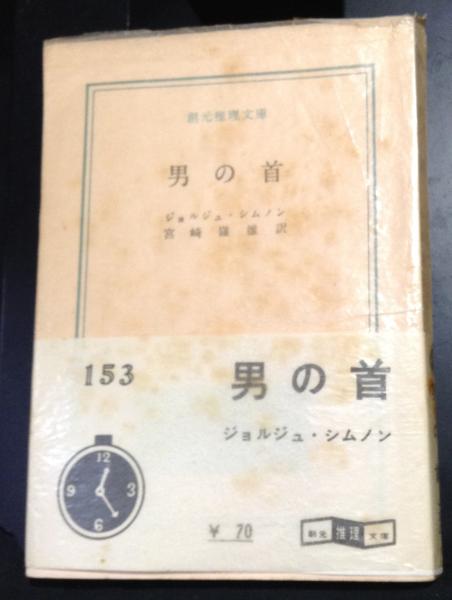 創元推理文庫
男の首
ジョルジュ・シムノン
宮崎嶺雄訳
153
男の首
ジョルジュ・シムノン
12
9 3
6
¥ 70
創元 推理 文庫